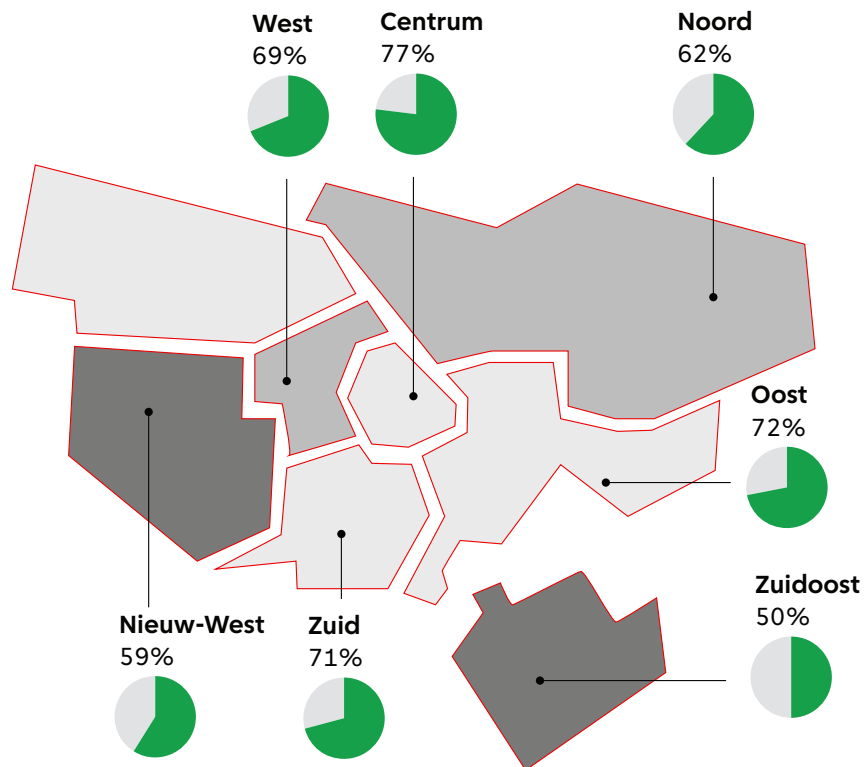 West
69%
Centrum
77%
Noord
62%
Oost
72%
Zuidoost
50%
Nieuw-West
59%
Zuid
71%